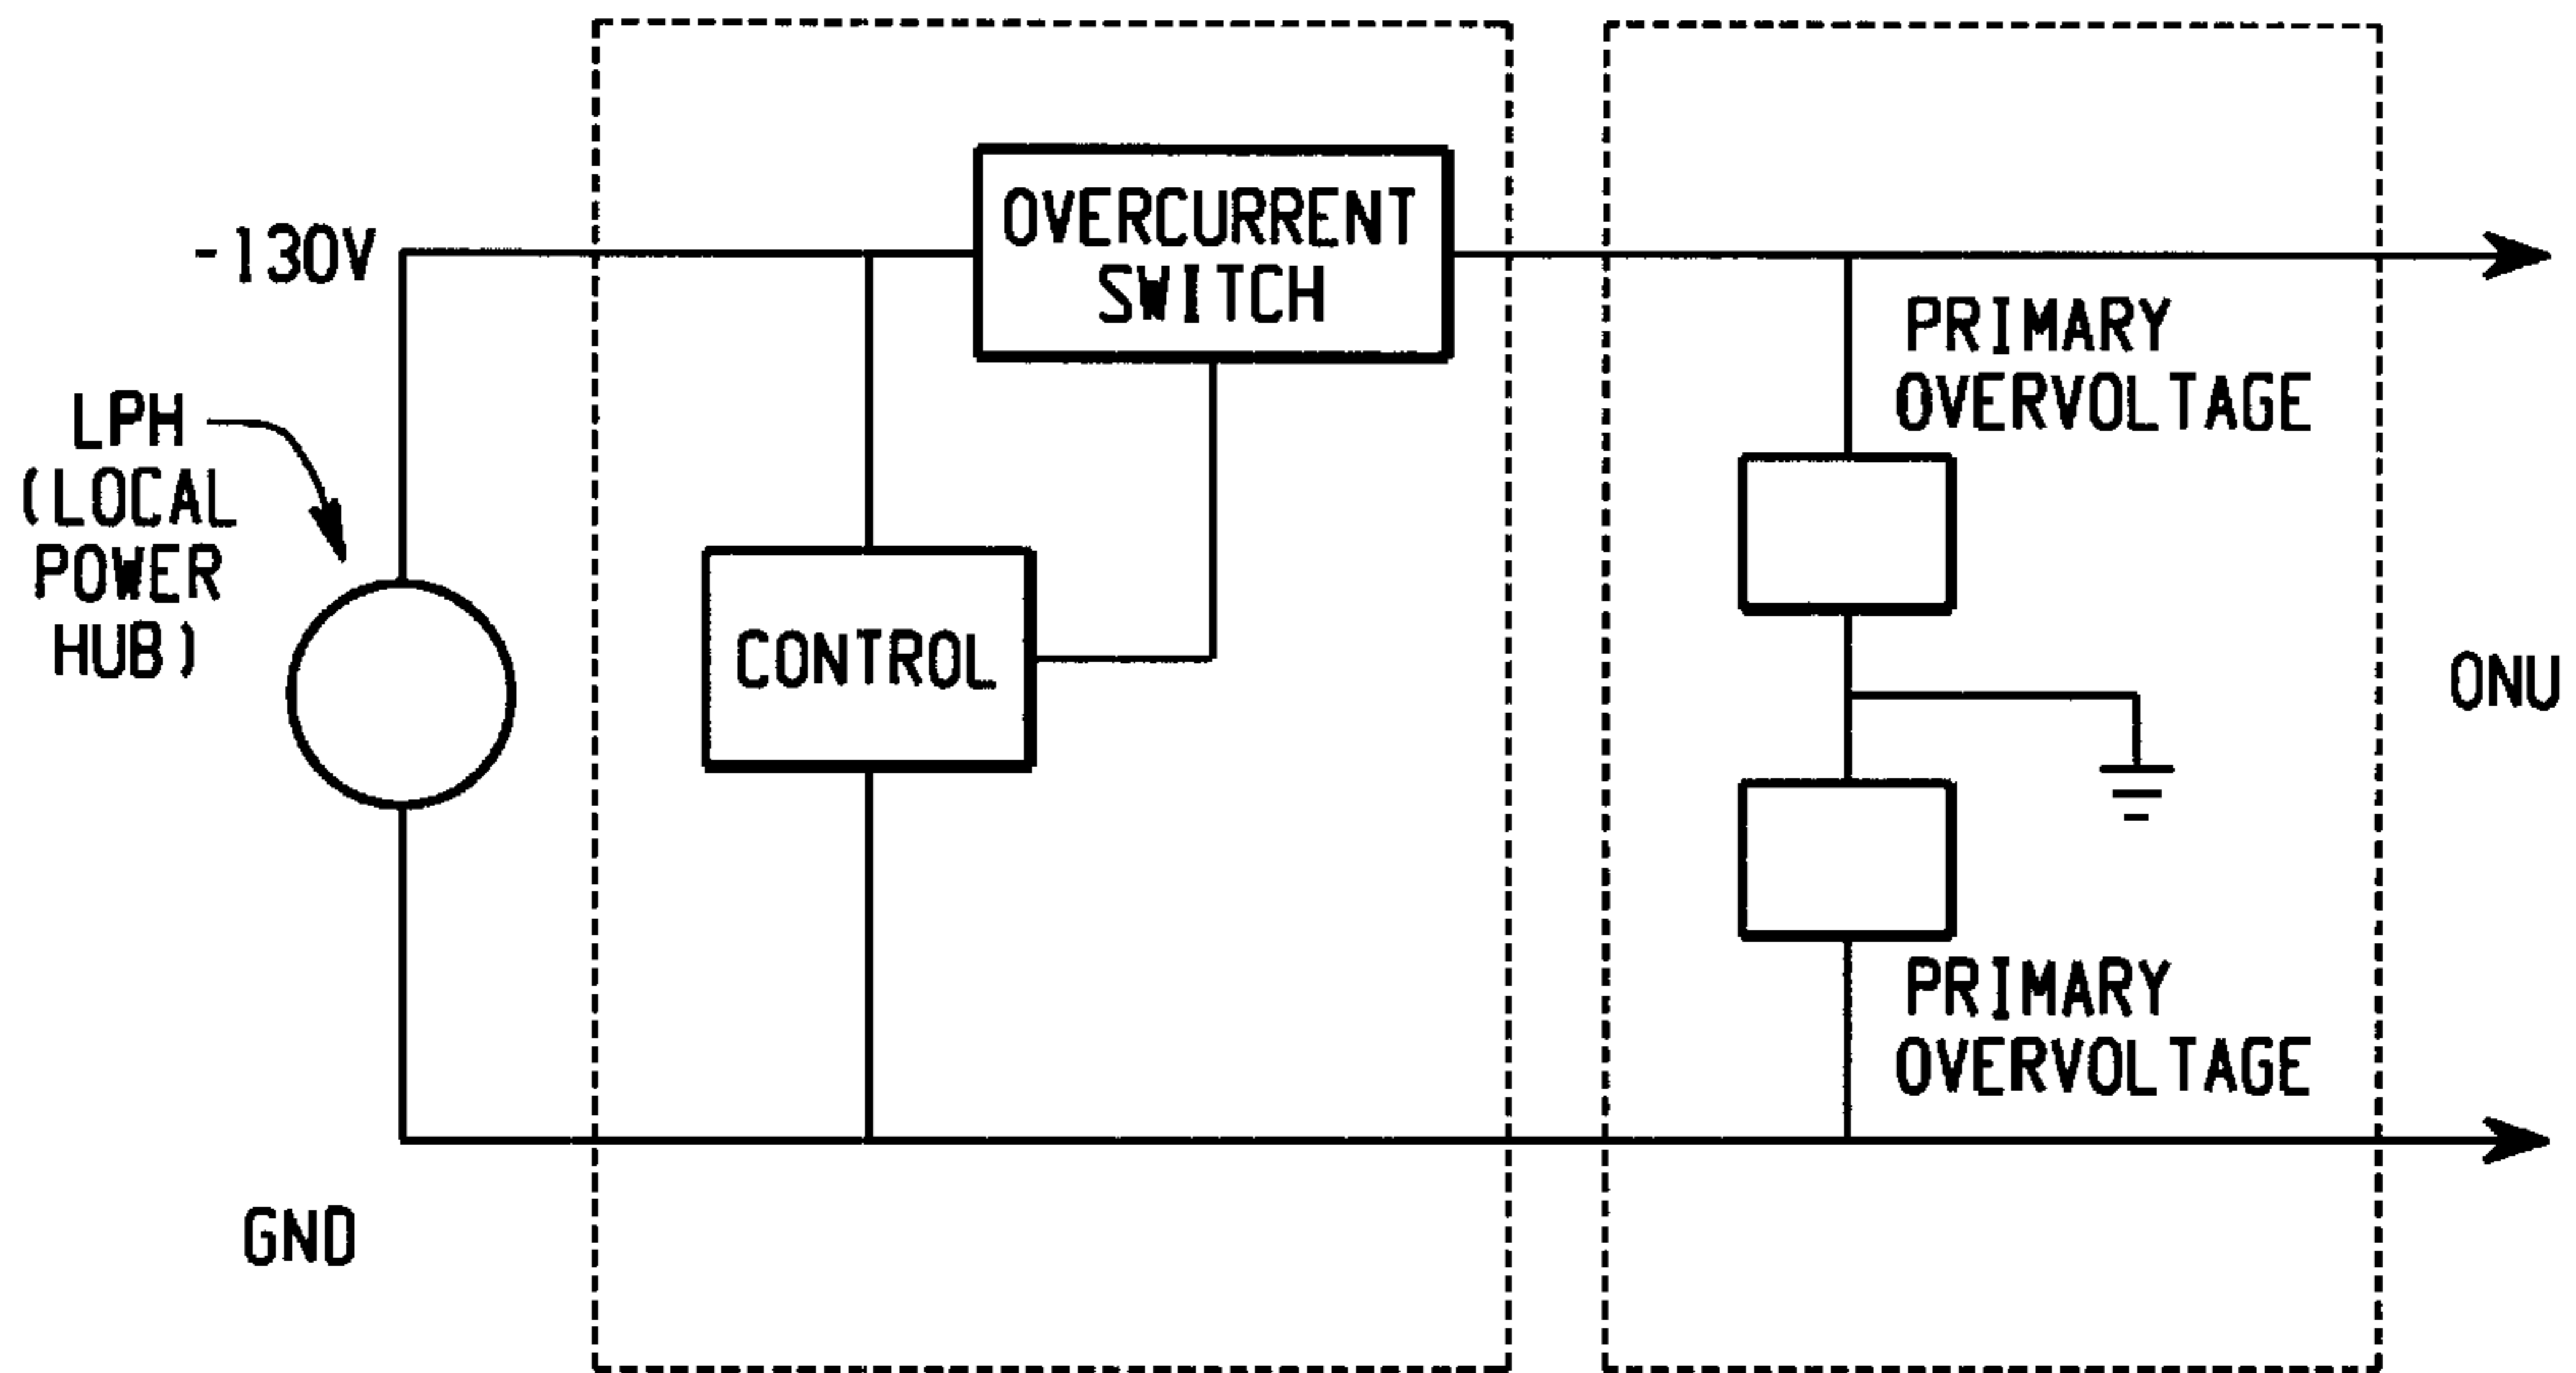 OVERCURRENT
SWITCH
-130V
PRIMARY
OVERVOLTAGE
LPH
(LOCAL
POWER
HUB)
CONTROL
ONU
PRIMARY
OVERVOLTAGE
GND